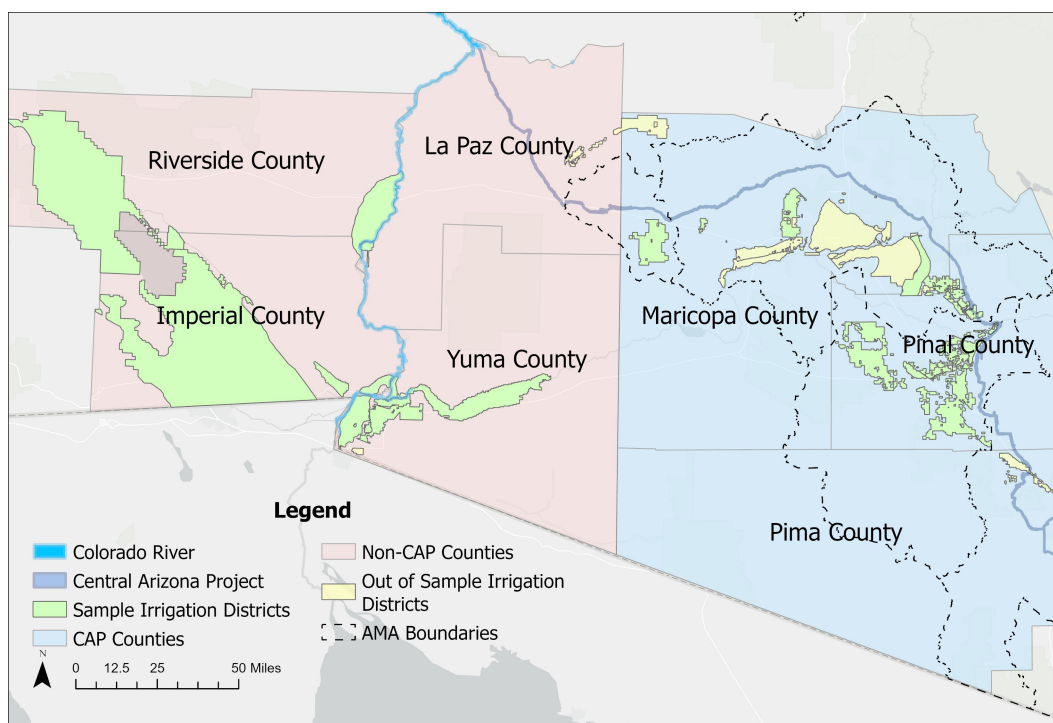 La Paz County
Riverside County
Imperial County
Maricopa County
Pinal County
Yuma County
Pima County
Legend
Colorado River
Central Arizona Project
Sample Irrigation Districts
CAP Counties
Non-CAP Counties
Out of Sample Irrigation
Districts
AMA Boundaries
N
0 12.5 25 50 Miles